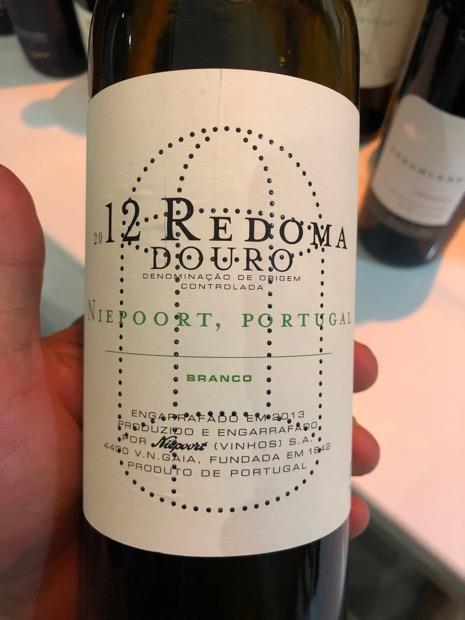 2012 REDOMA
DOURO
DENOMINAÇÃO DE ORIGEM
CONTROLADA
NIEPOORT, PORTUGAL
BRANCO
ENGARRAFADO EM 2013
PRODUZIDO E ENGARRAFADO
POR Niepoort (VINHOS) S.A.
4400 V.N.GAIA, FUNDADA EM 1842
PRODUTO DE PORTUGAL